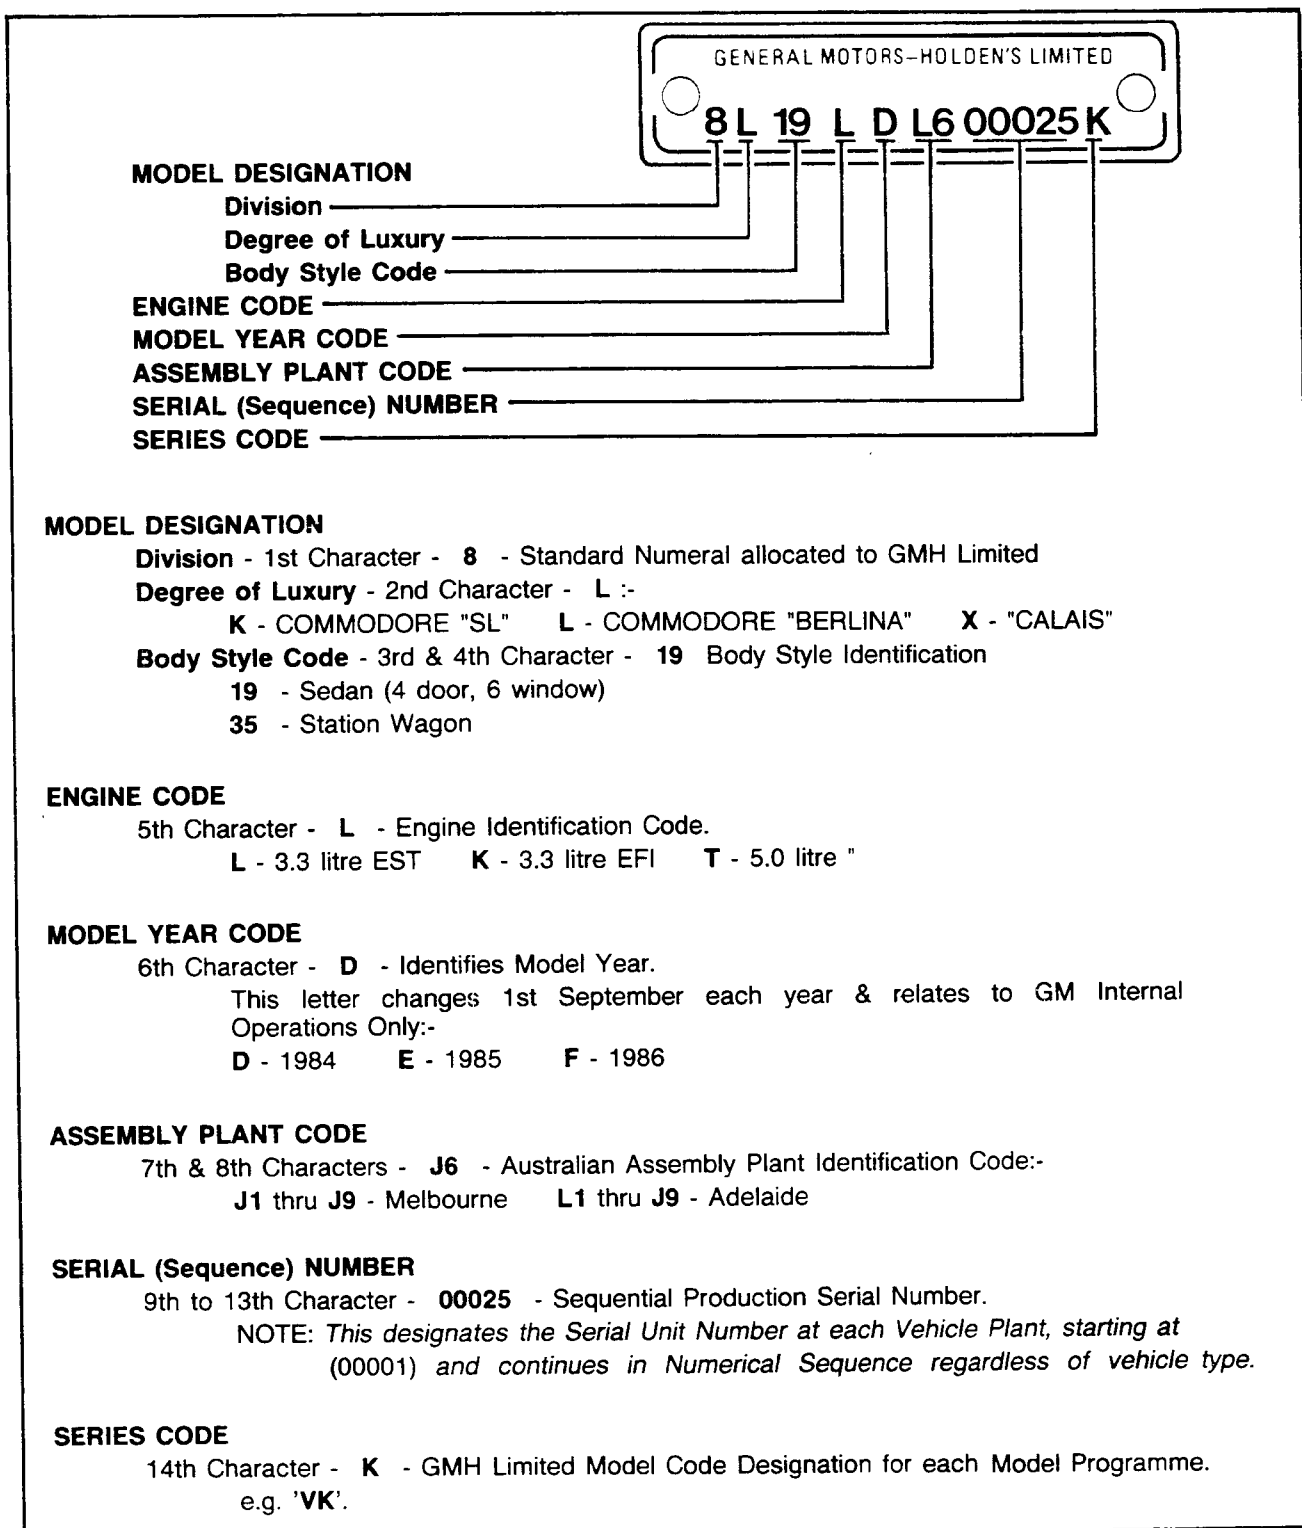 GENERAL MOTORS–HOLDEN'S LIMITED
8L 19 L D L6 00025 K
MODEL DESIGNATION
Division
Degree of Luxury
Body Style Code
ENGINE CODE
MODEL YEAR CODE
ASSEMBLY PLANT CODE
SERIAL (Sequence) NUMBER
SERIES CODE
MODEL DESIGNATION
Division - 1st Character - 8 - Standard Numeral allocated to GMH Limited
Degree of Luxury - 2nd Character - L :-
K - COMMODORE "SL" L - COMMODORE "BERLINA" X - "CALAIS"
Body Style Code - 3rd & 4th Character - 19 Body Style Identification
19 - Sedan (4 door, 6 window)
35 - Station Wagon
ENGINE CODE
5th Character - L - Engine Identification Code.
L - 3.3 litre EST K - 3.3 litre EFI T - 5.0 litre "
MODEL YEAR CODE
6th Character - D - Identifies Model Year.
This letter changes 1st September each year & relates to GM Internal
Operations Only:-
D - 1984 E - 1985 F - 1986
ASSEMBLY PLANT CODE
7th & 8th Characters - J6 - Australian Assembly Plant Identification Code:-
J1 thru J9 - Melbourne L1 thru J9 - Adelaide
SERIAL (Sequence) NUMBER
9th to 13th Character - 00025 - Sequential Production Serial Number.
NOTE: This designates the Serial Unit Number at each Vehicle Plant, starting at
(00001) and continues in Numerical Sequence regardless of vehicle type.
SERIES CODE
14th Character - K - GMH Limited Model Code Designation for each Model Programme.
e.g. 'VK'.